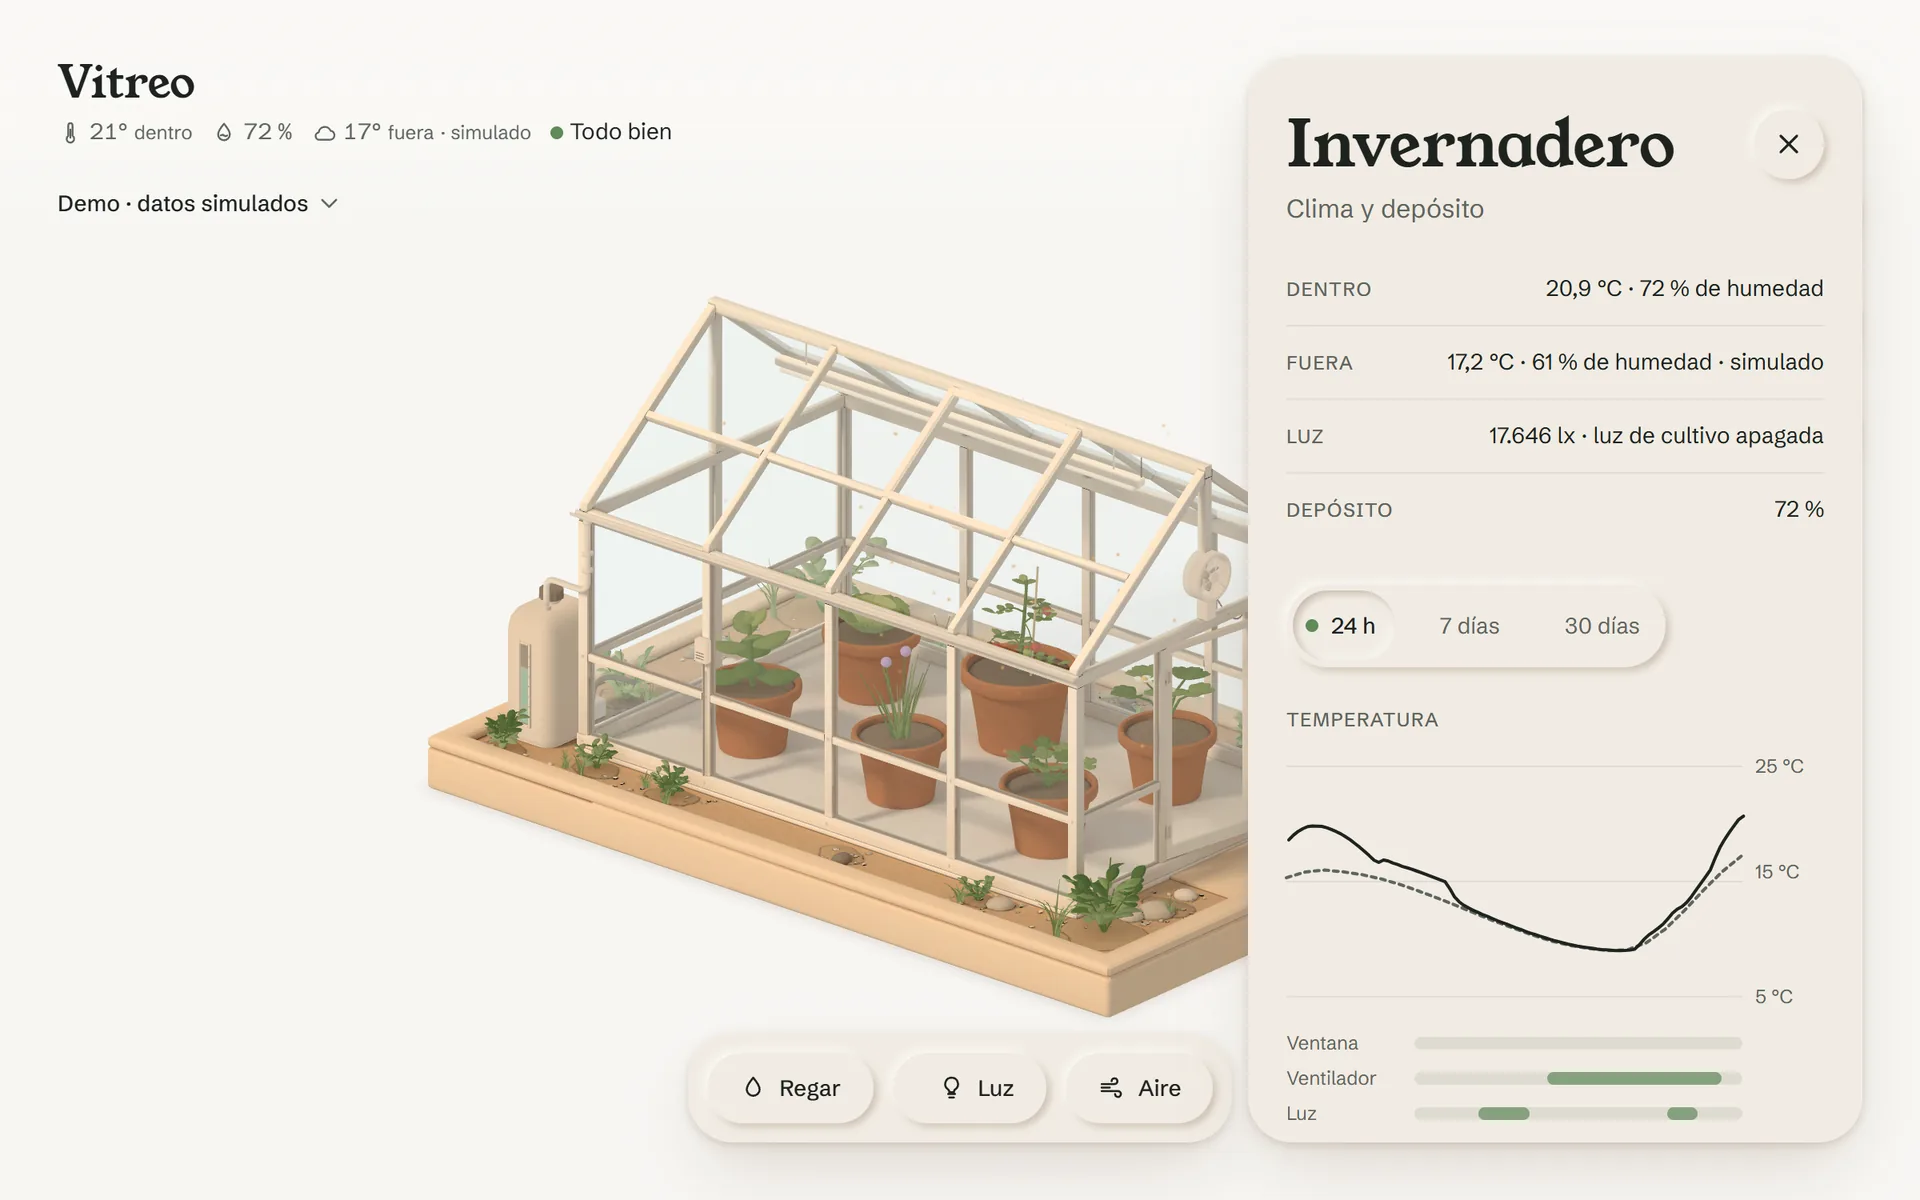 Vitreo
21° dentro 72 % 17° fuera · simulado Todo bien
Demo · datos simulados
Invernadero
Clima y depósito
DENTRO 20,9 °C · 72 % de humedad
FUERA 17,2 °C · 61 % de humedad · simulado
LUZ 17.646 lx · luz de cultivo apagada
DEPÓSITO 72 %
24 h 7 días 30 días
TEMPERATURA
25 °C
15 °C
5 °C
Ventana
Ventilador
Luz
Regar Luz Aire